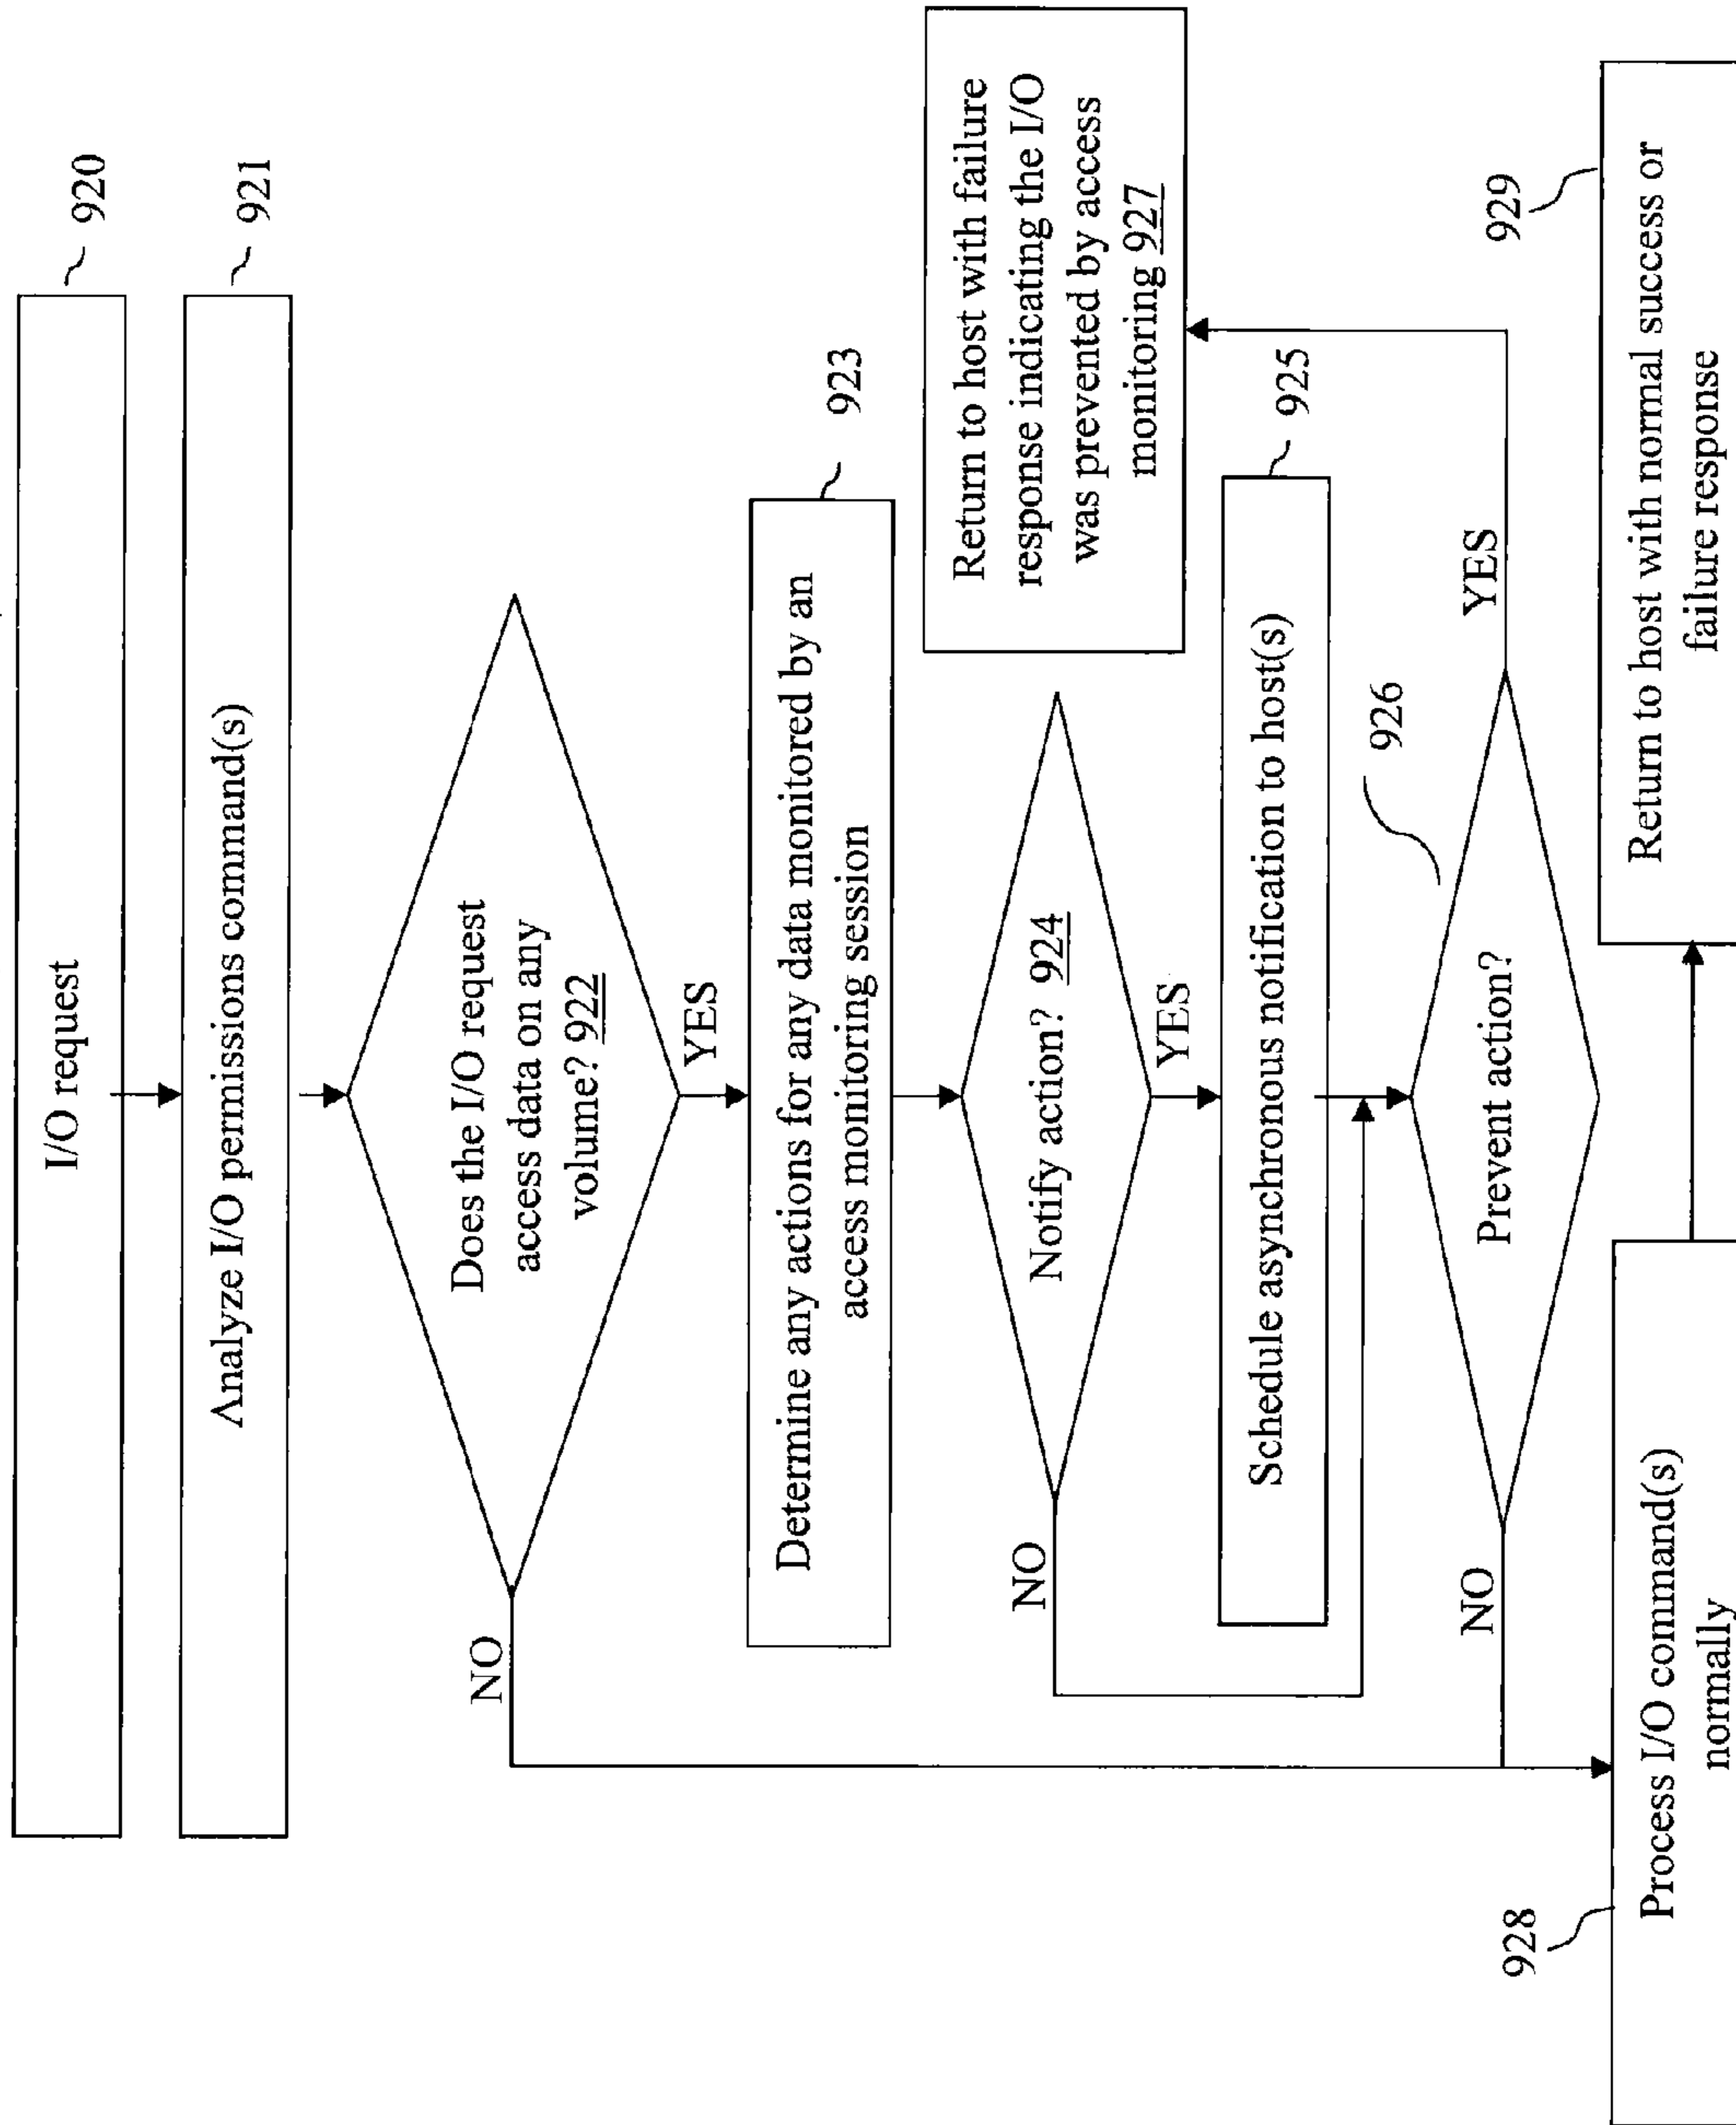 I/O request
920
Analyze I/O permissions command(s)
921
Does the I/O request
access data on any
volume? 922
NO
YES
Determine any actions for any data monitored by an
access monitoring session
923
Notify action? 924
NO
YES
Return to host with failure
response indicating the I/O
was prevented by access
monitoring 927
Schedule asynchronous notification to host(s)
925
Prevent action?
926
NO
YES
928
Process I/O command(s)
normally
929
Return to host with normal success or
failure response